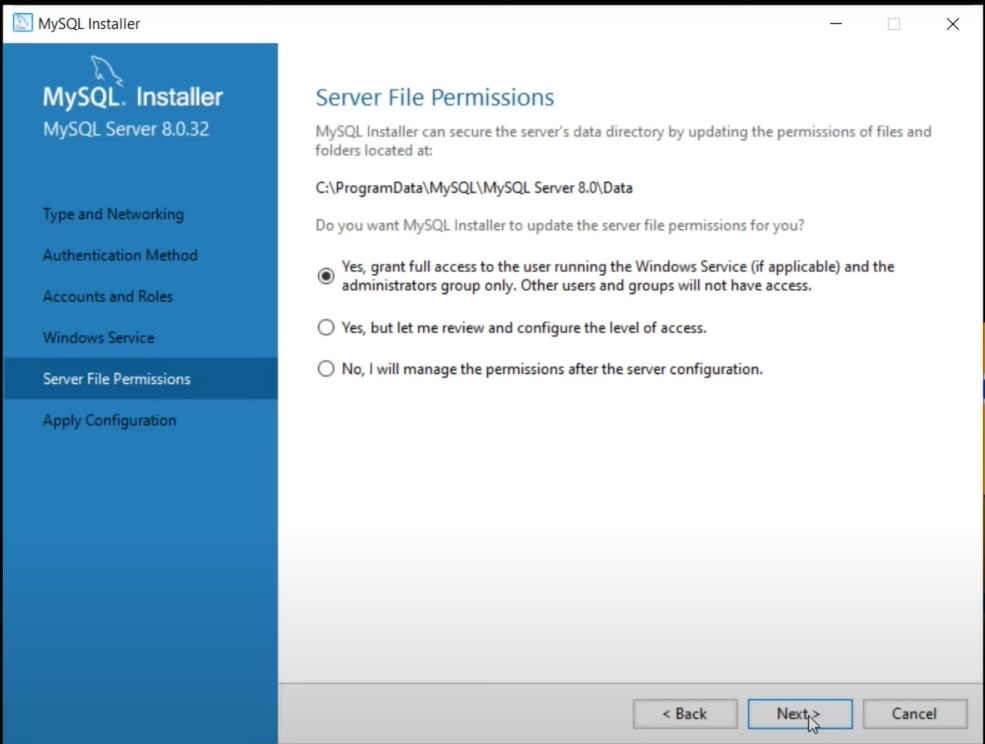 MySQL Installer
MySQL. Installer
MySQL Server 8.0.32
Type and Networking
Authentication Method
Accounts and Roles
Windows Service
Server File Permissions
Apply Configuration
Server File Permissions
MySQL Installer can secure the server's data directory by updating the permissions of files and
folders located at:
C:\ProgramData\MySQL\MySQL Server 8.0\Data
Do you want MySQL Installer to update the server file permissions for you?
Yes, grant full access to the user running the Windows Service (if applicable) and the
administrators group only. Other users and groups will not have access.
Yes, but let me review and configure the level of access.
No, I will manage the permissions after the server configuration.
< Back
Next >
Cancel